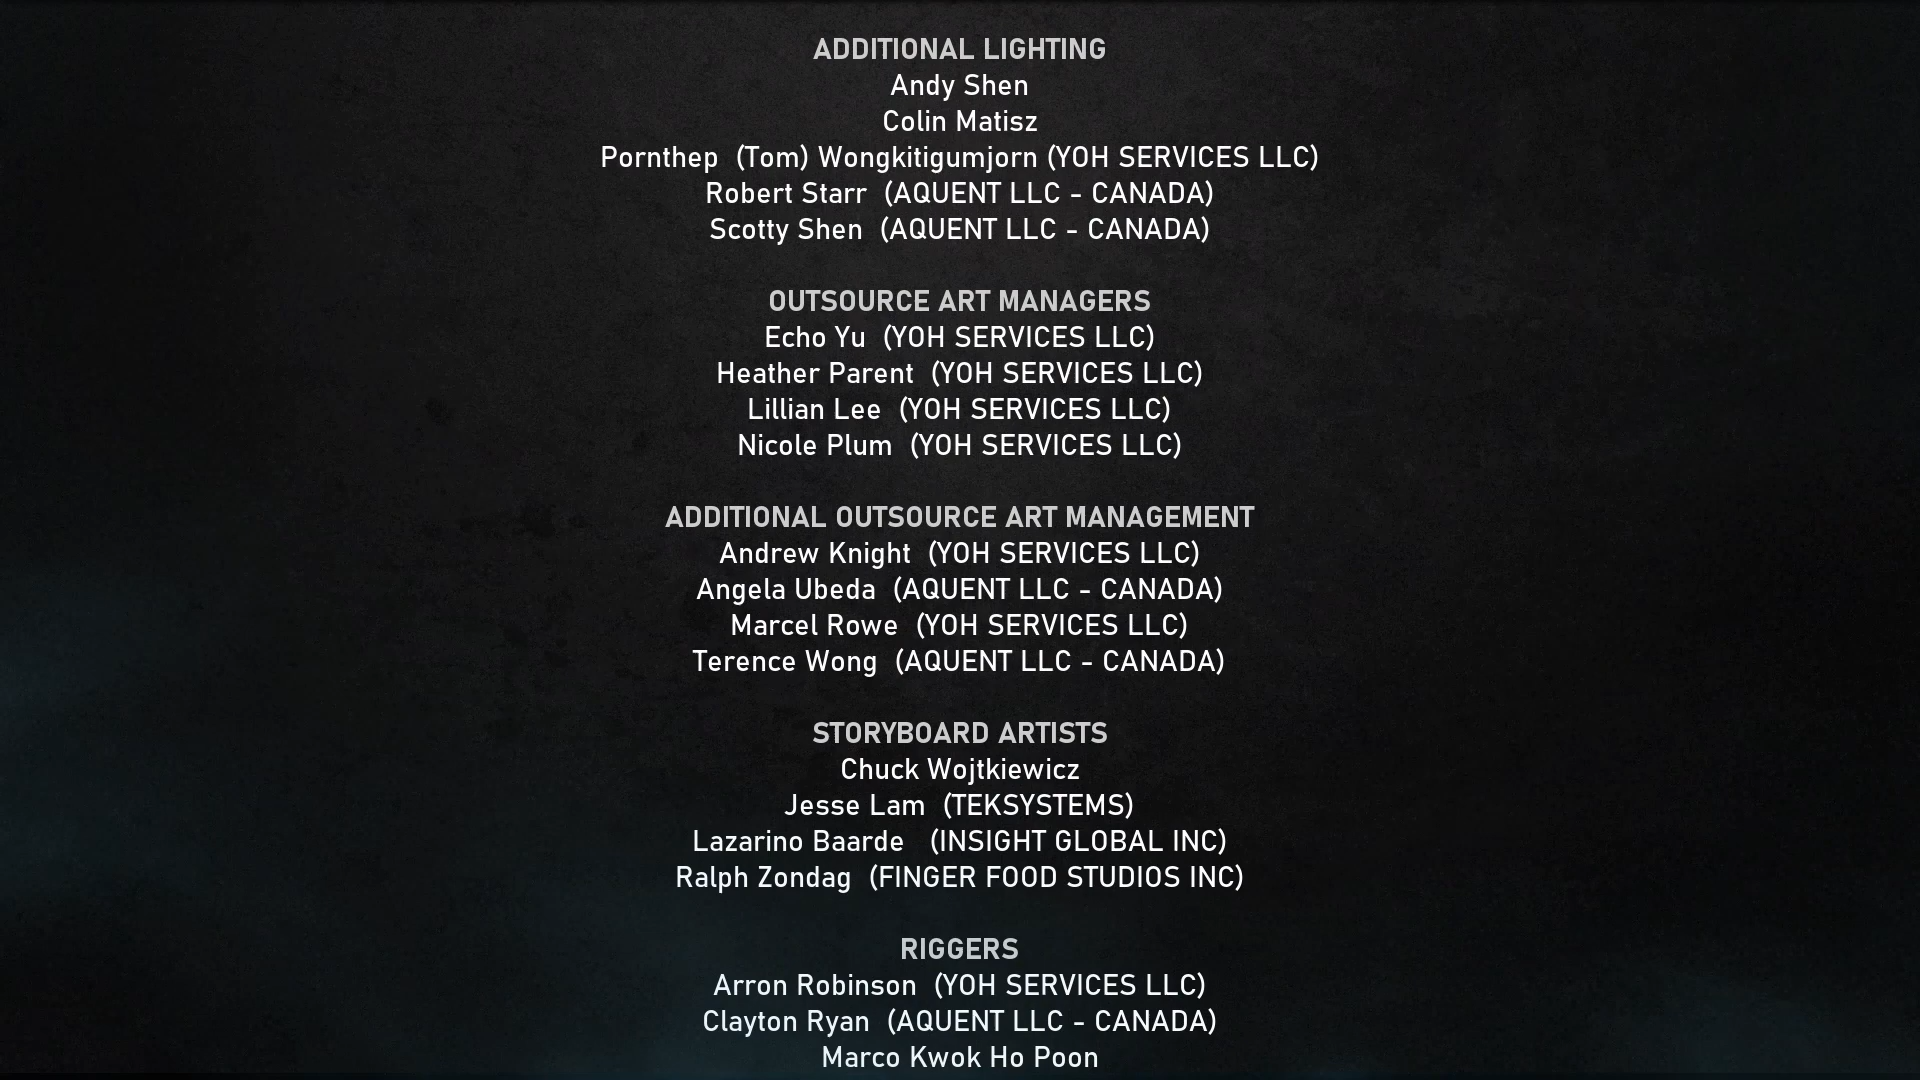 ADDITIONAL LIGHTING
Andy Shen
Colin Matisz
Pornthep  (Tom) Wongkitigumjorn (YOH SERVICES LLC)
Robert Starr  (AQUENT LLC - CANADA)
Scotty Shen  (AQUENT LLC - CANADA)
OUTSOURCE ART MANAGERS
Echo Yu  (YOH SERVICES LLC)
Heather Parent  (YOH SERVICES LLC)
Lillian Lee  (YOH SERVICES LLC)
Nicole Plum  (YOH SERVICES LLC)
ADDITIONAL OUTSOURCE ART MANAGEMENT
Andrew Knight  (YOH SERVICES LLC)
Angela Ubeda  (AQUENT LLC - CANADA)
Marcel Rowe  (YOH SERVICES LLC)
Terence Wong  (AQUENT LLC - CANADA)
STORYBOARD ARTISTS
Chuck Wojtkiewicz
Jesse Lam  (TEKSYSTEMS)
Lazarino Baarde   (INSIGHT GLOBAL INC)
Ralph Zondag  (FINGER FOOD STUDIOS INC)
RIGGERS
Arron Robinson  (YOH SERVICES LLC)
Clayton Ryan  (AQUENT LLC - CANADA)
Marco Kwok Ho Poon